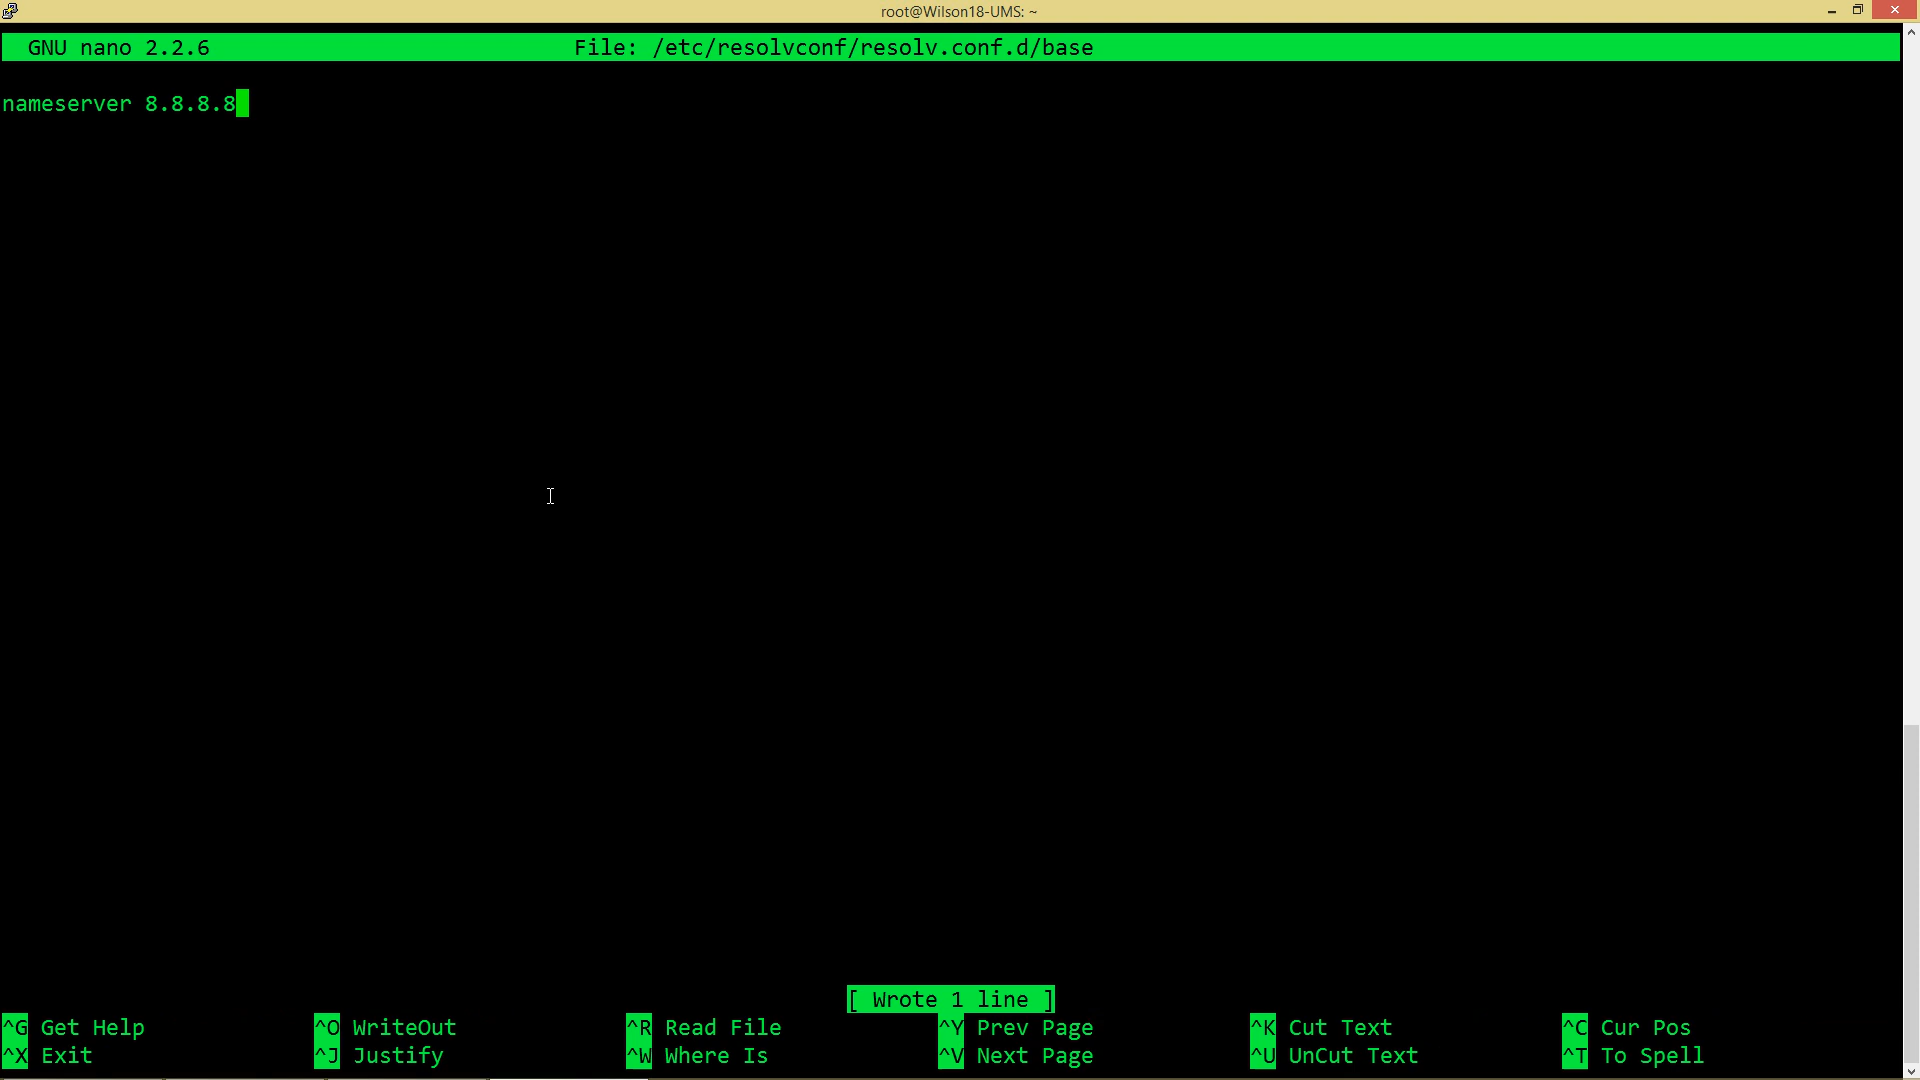 root@Wilson18-UMS: ~
GNU nano 2.2.6 File: /etc/resolvconf/resolv.conf.d/base
nameserver 8.8.8.8
[ Wrote 1 line ]
^G Get Help ^O WriteOut ^R Read File ^Y Prev Page ^K Cut Text ^C Cur Pos
^X Exit ^J Justify ^W Where Is ^V Next Page ^U UnCut Text ^T To Spell